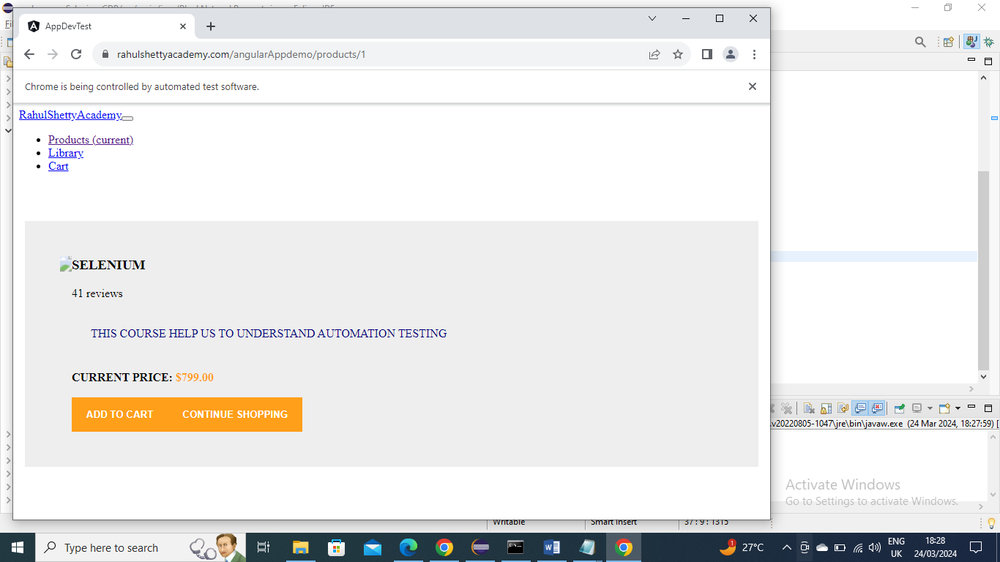 AppDevTest
rahulshettyacademy.com/angularAppdemo/products/1
Chrome is being controlled by automated test software.
RahulShettyAcademy
Products (current)
Library
Cart
SELENIUM
41 reviews
THIS COURSE HELP US TO UNDERSTAND AUTOMATION TESTING
CURRENT PRICE: $799.00
ADD TO CART
CONTINUE SHOPPING
.v20220805-1047\jre\bin\javaw.exe (24 Mar 2024, 18:27:59) [
Activate Windows
Go to Settings to activate Windows.
Writable
Smart Insert
37 : 9 : 1315
Type here to search
27°C
ENG
UK
18:28
24/03/2024